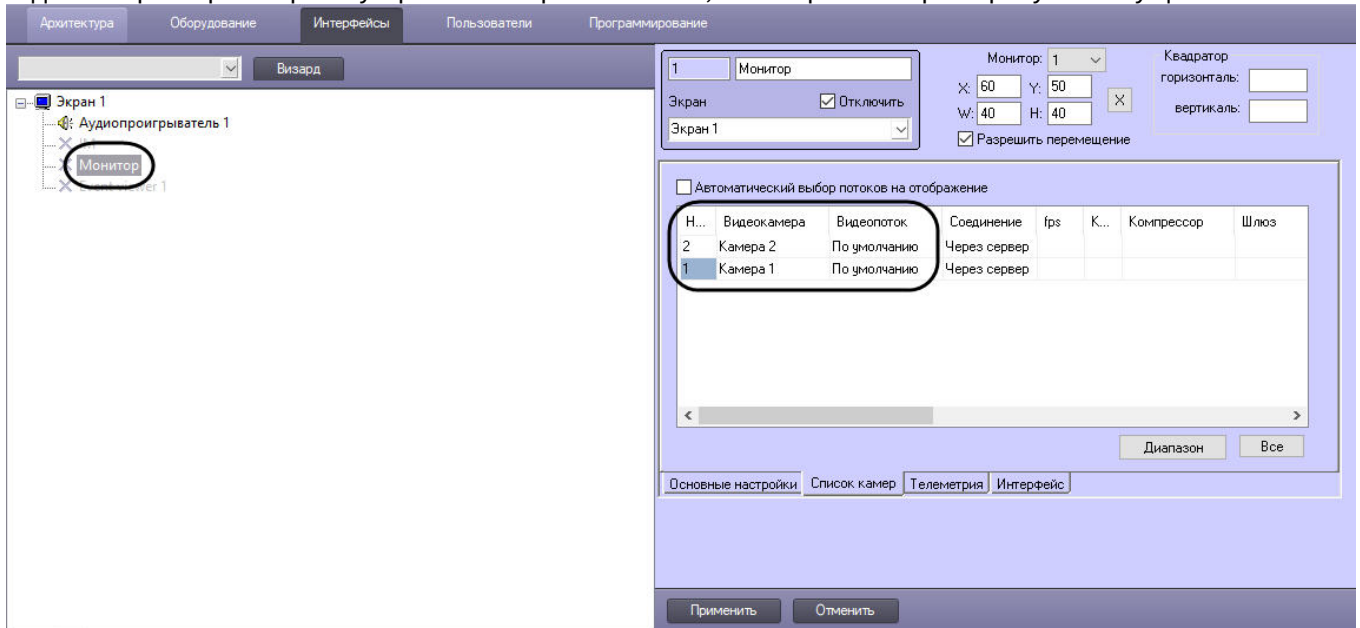 Архитектура Оборудование Интерфейсы Пользователи Программирование
Визард
Экран 1
Аудиопроигрыватель 1
Монитор
Event viewer 1
1 Монитор
Экран Отключить
Экран 1
Монитор: 1
X: 60 Y: 50
W: 40 H: 40
X
Разрешить перемещение
Квадратор
горизонталь:
вертикаль:
Автоматический выбор потоков на отображение
Н... Видеокамера Видеопоток Соединение fps К... Компрессор Шлюз
2 Камера 2 По умолчанию Через сервер
1 Камера 1 По умолчанию Через сервер
Диапазон Все
Основные настройки Список камер Телеметрия Интерфейс
Применить Отменить